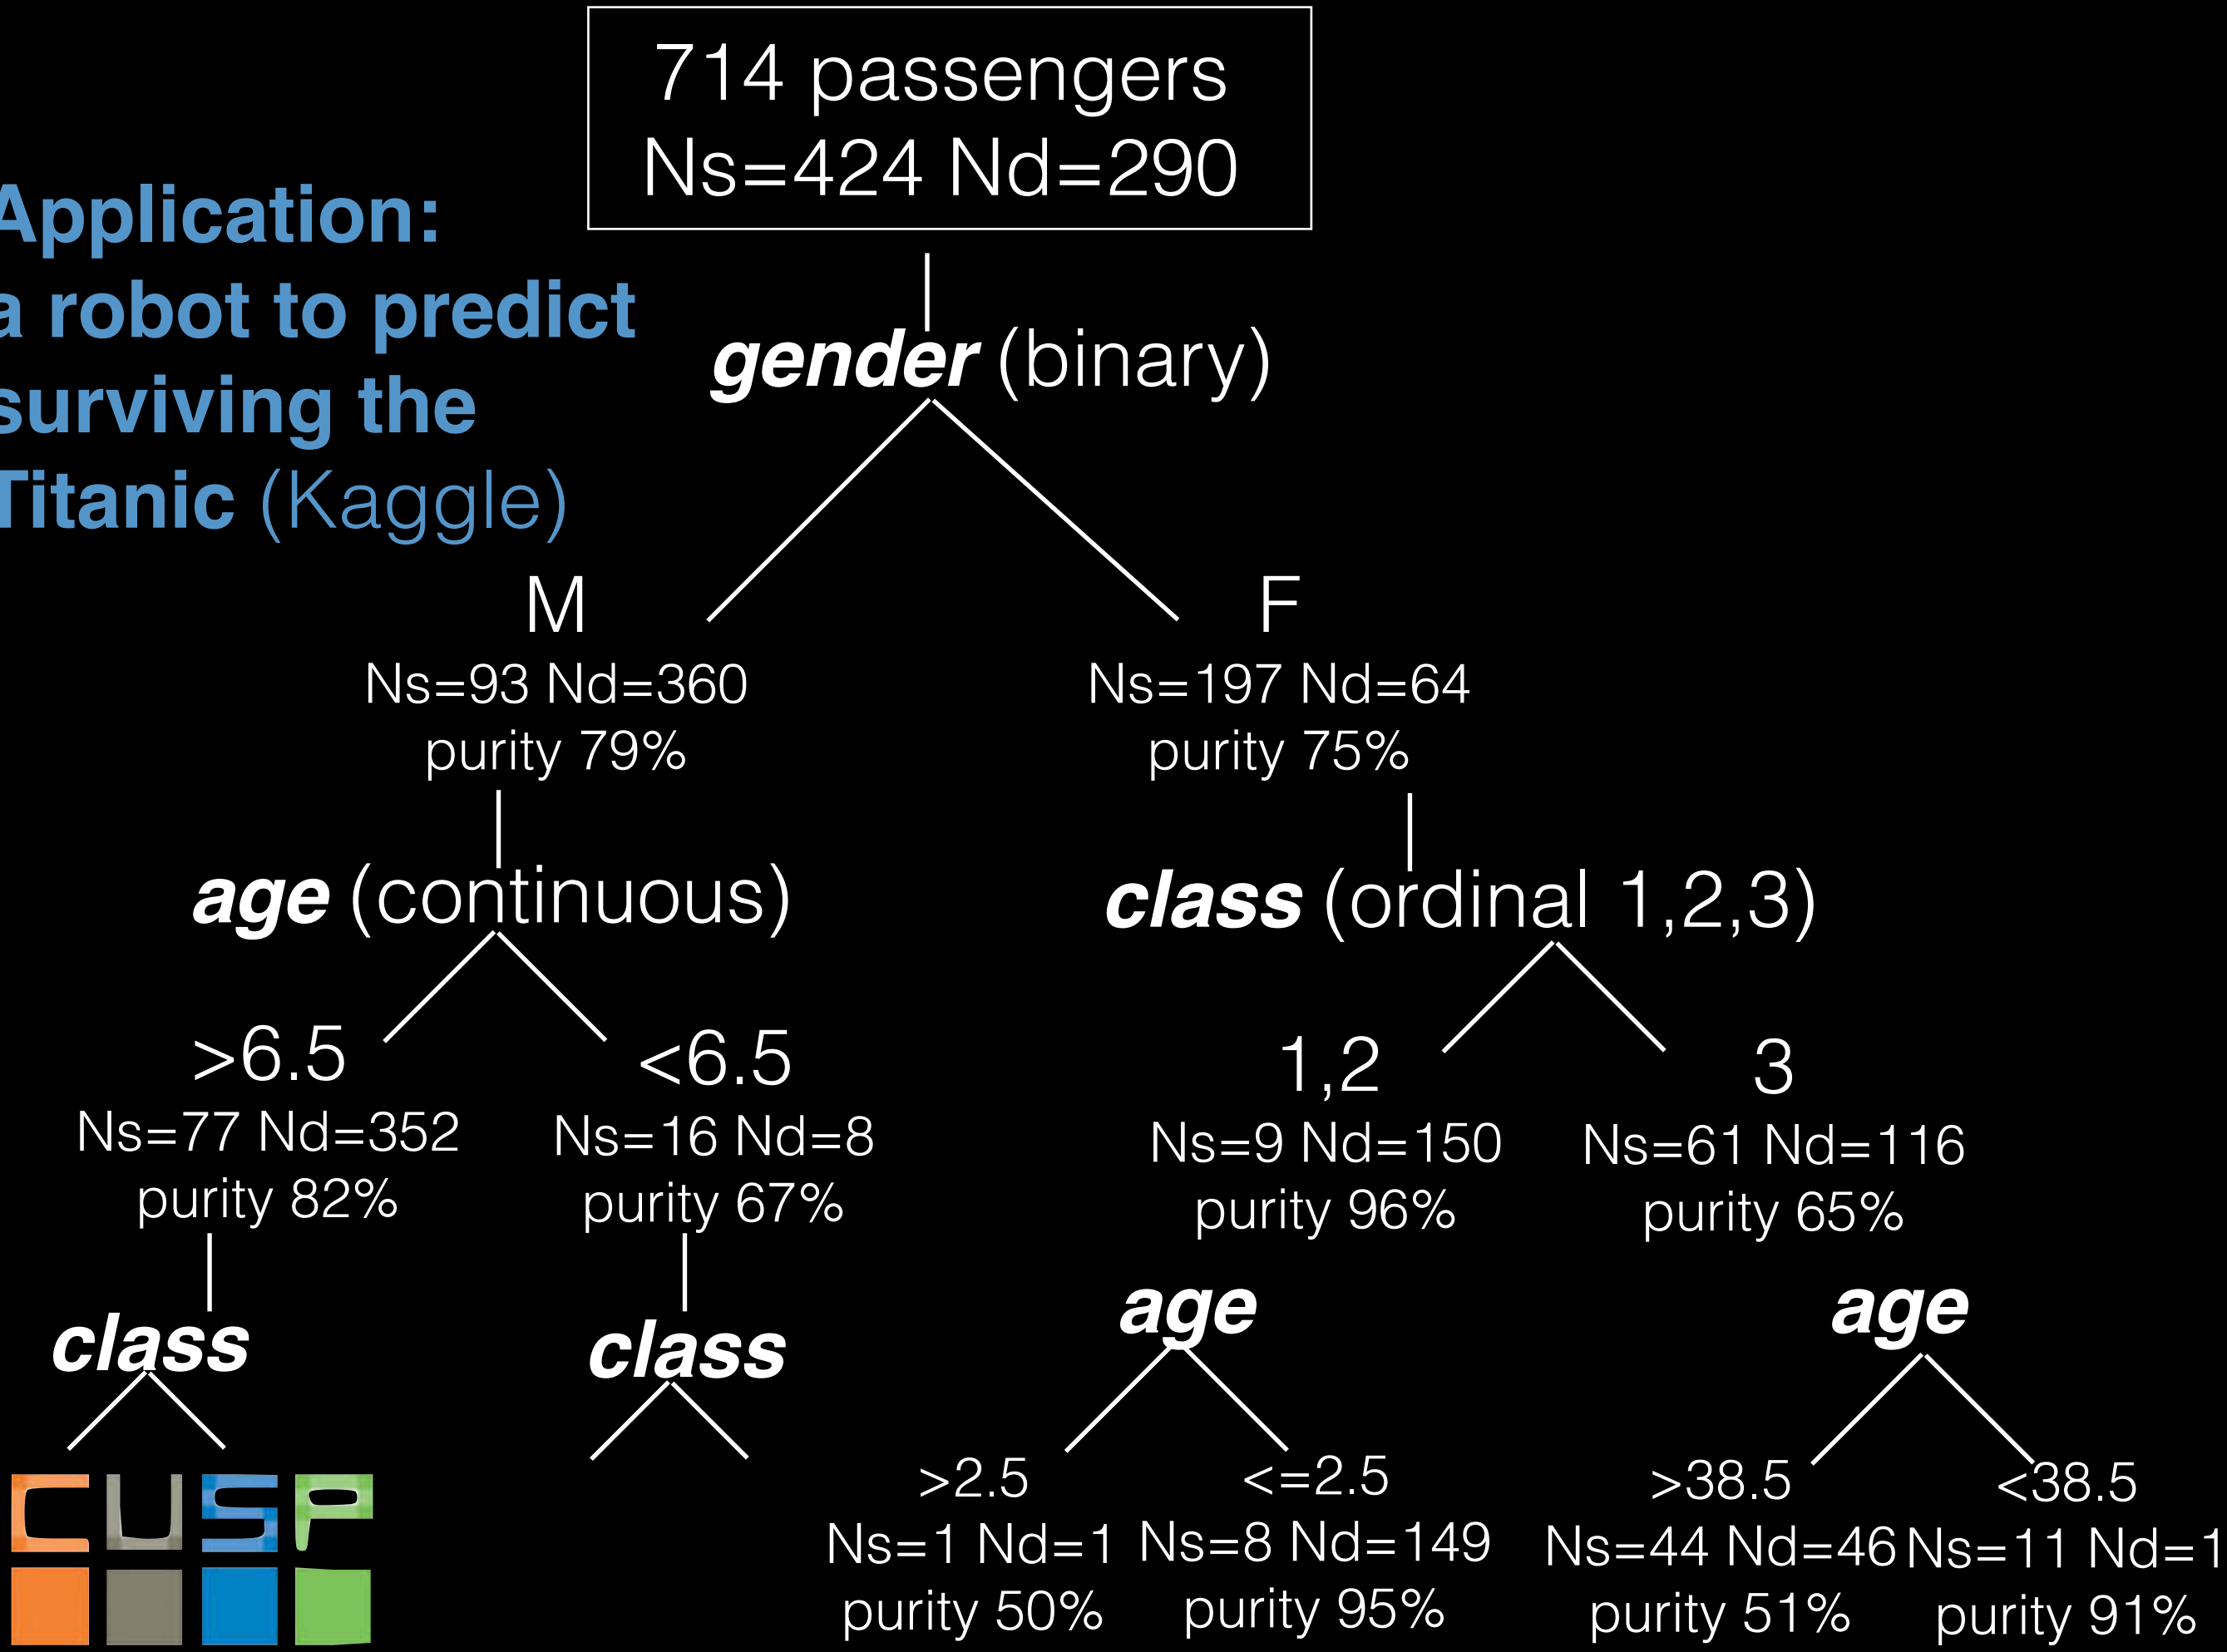 714 passengers
Ns=424 Nd=290
Application:
a robot to predict
surviving the
Titanic (Kaggle)
gender (binary)
M
F
Ns=93 Nd=360
Ns=197 Nd=64
purity 79%
purity 75%
age (continuous)
class (ordinal 1,2,3)
>6.5
<6.5
1,2
3
Ns=77 Nd=352
Ns=16 Nd=8
Ns=9 Nd=150
Ns=61 Nd=116
purity 82%
purity 67%
purity 96%
purity 65%
class
class
age
age
>2.5
<=2.5
>38.5
<38.5
Ns=1 Nd=1
Ns=8 Nd=149
Ns=44 Nd=46
Ns=11 Nd=1
purity 50%
purity 95%
purity 51%
purity 91%
CUSP